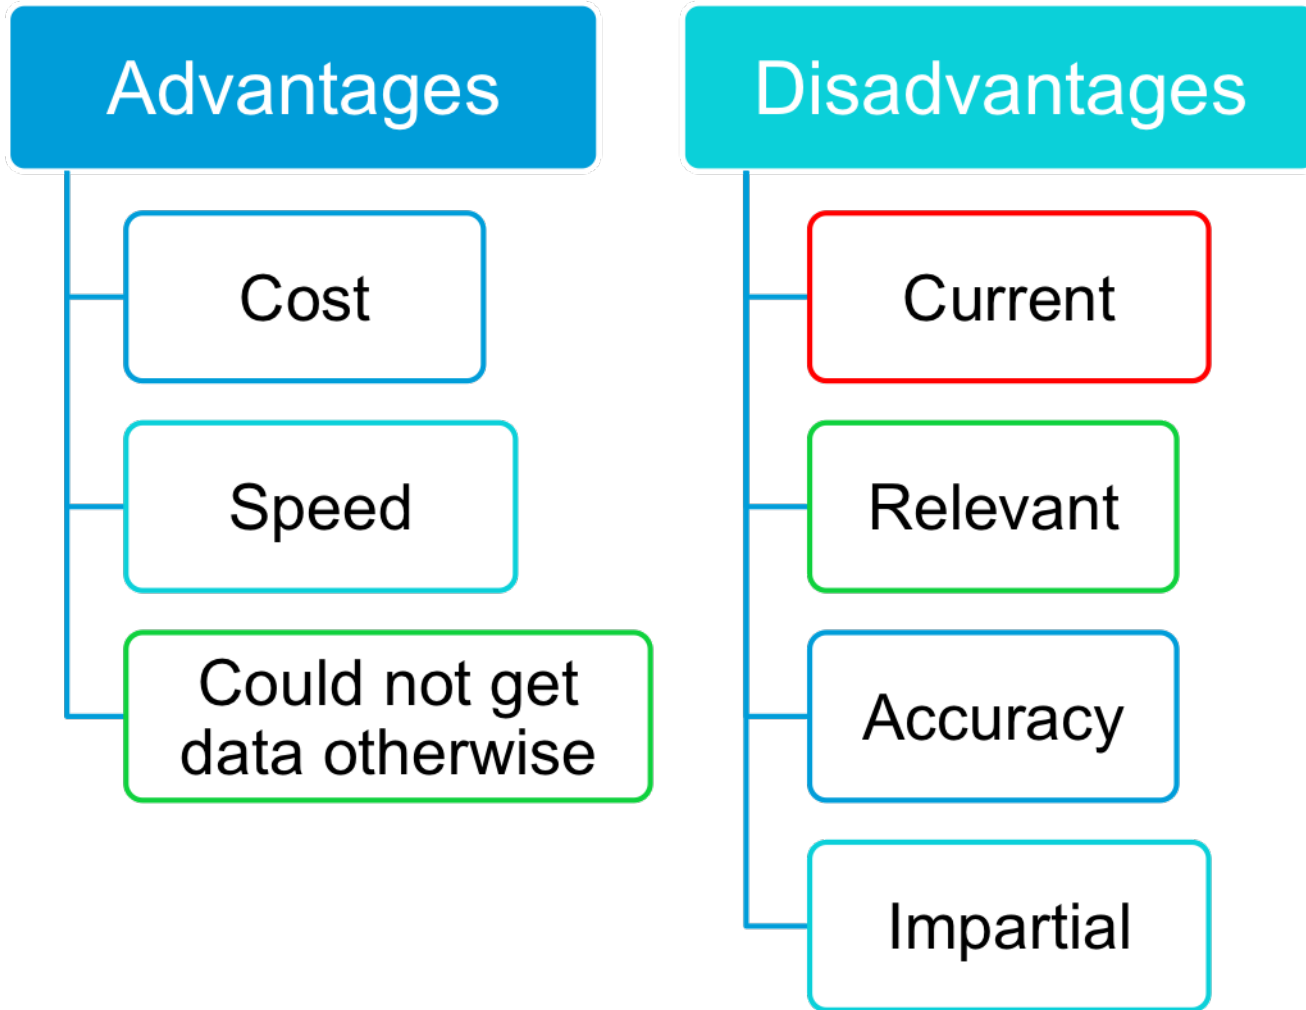 Advantages
Cost
Speed
Could not get
data otherwise
Disadvantages
Current
Relevant
Accuracy
Impartial